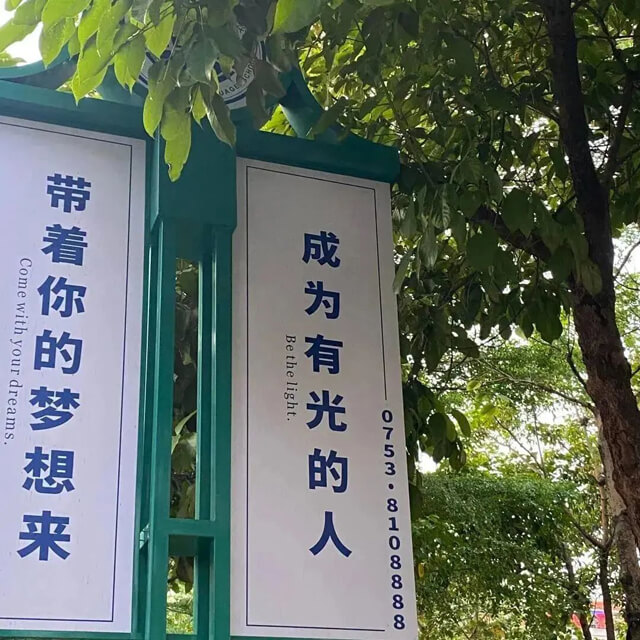 带着你的梦想来
Come with your dreams.
成为有光的人
Be the light.
0753·8108888